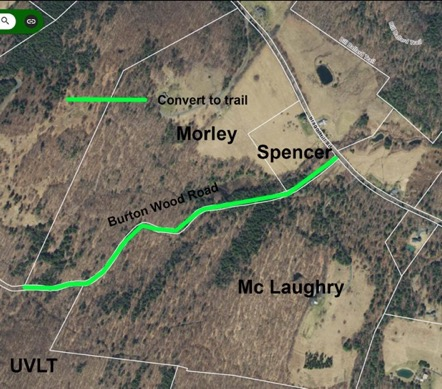 Convert to trail
Morley
Spencer
Burton Wood Road
Mc Laughry
UVLT